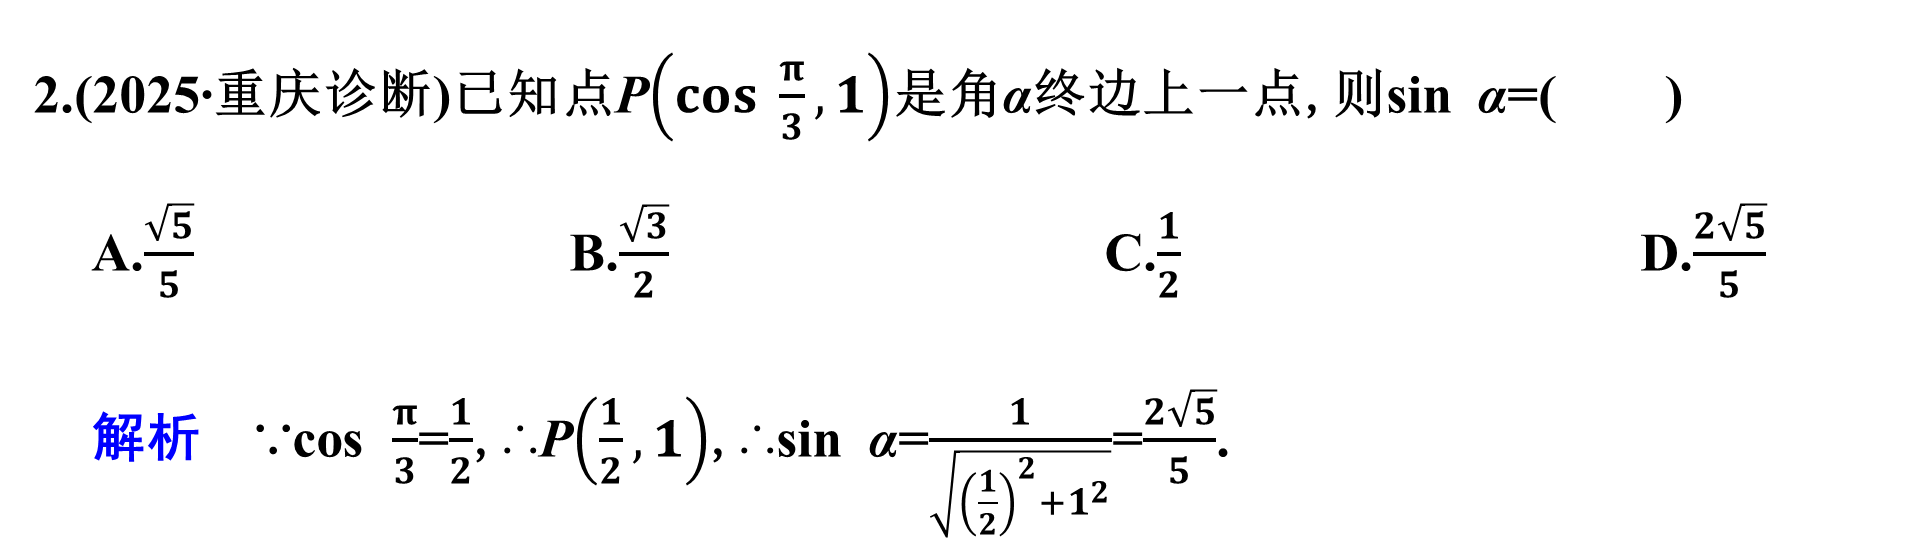 2.(2025·重庆诊断)已知点P(cos π/3, 1)是角α终边上一点, 则sin α=(  )
A.√5/5 B.√3/2 C.1/2 D.2√5/5
解析 ∵cos π/3=1/2, ∴P(1/2, 1), ∴sin α=1/√((1/2)²+1²)=2√5/5.